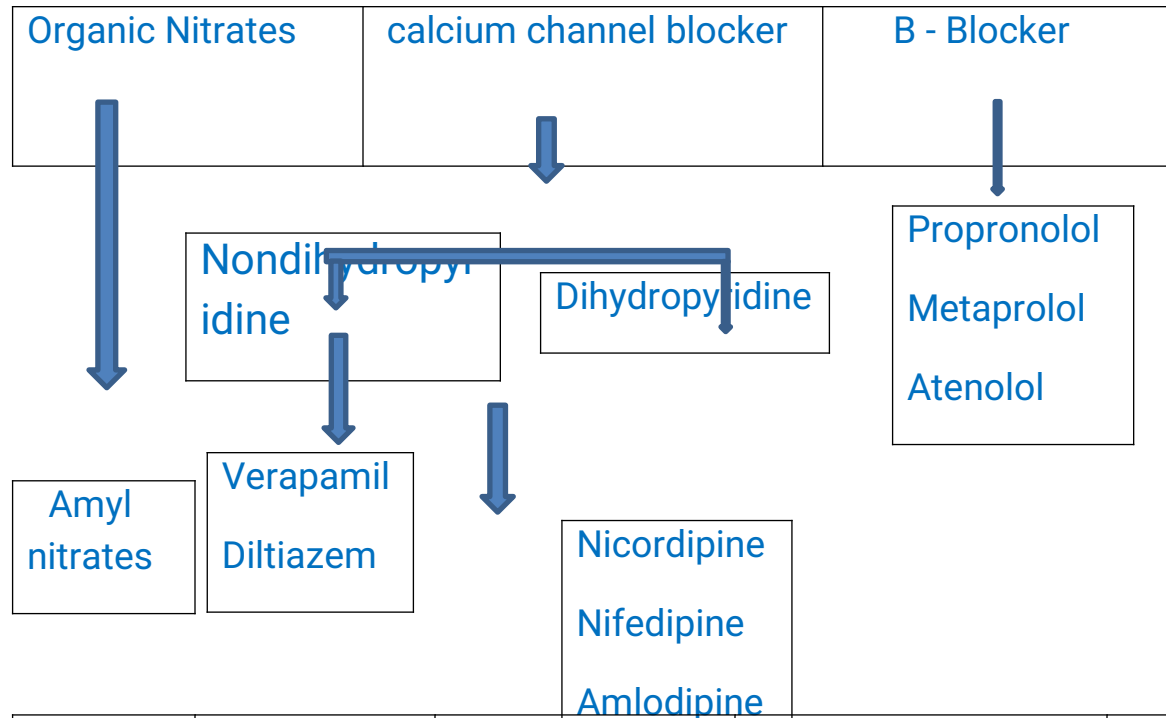 Organic Nitrates
calcium channel blocker
B - Blocker
Nondihydropyr
idine
Dihydropyridine
Propronolol
Metaprolol
Atenolol
Amyl
nitrates
Verapamil
Diltiazem
Nicordipine
Nifedipine
Amlodipine